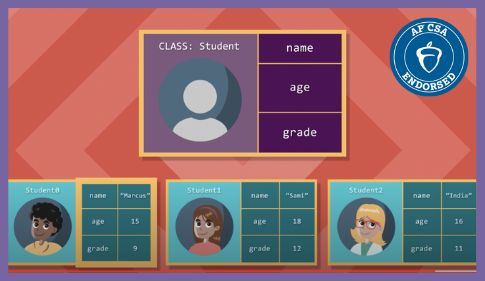 CLASS: Student
name
age
grade
AP CSA
ENDORSED
Student0
name "Marcus"
age 15
grade 9
Student1
name "Sami"
age 18
grade 12
Student2
name "India"
age 16
grade 11